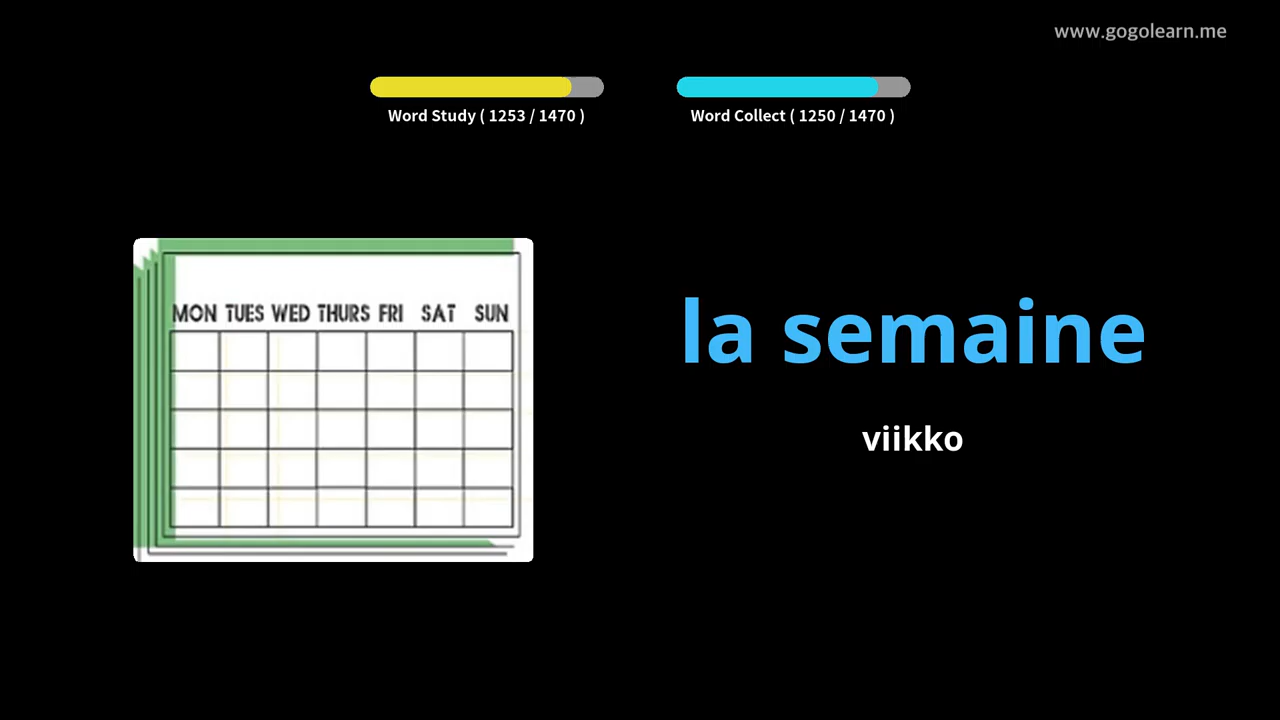 www.gogolearn.me
Word Study ( 1253 / 1470 )
Word Collect ( 1250 / 1470 )
MON TUES WED THURS FRI SAT SUN
la semaine
viikko